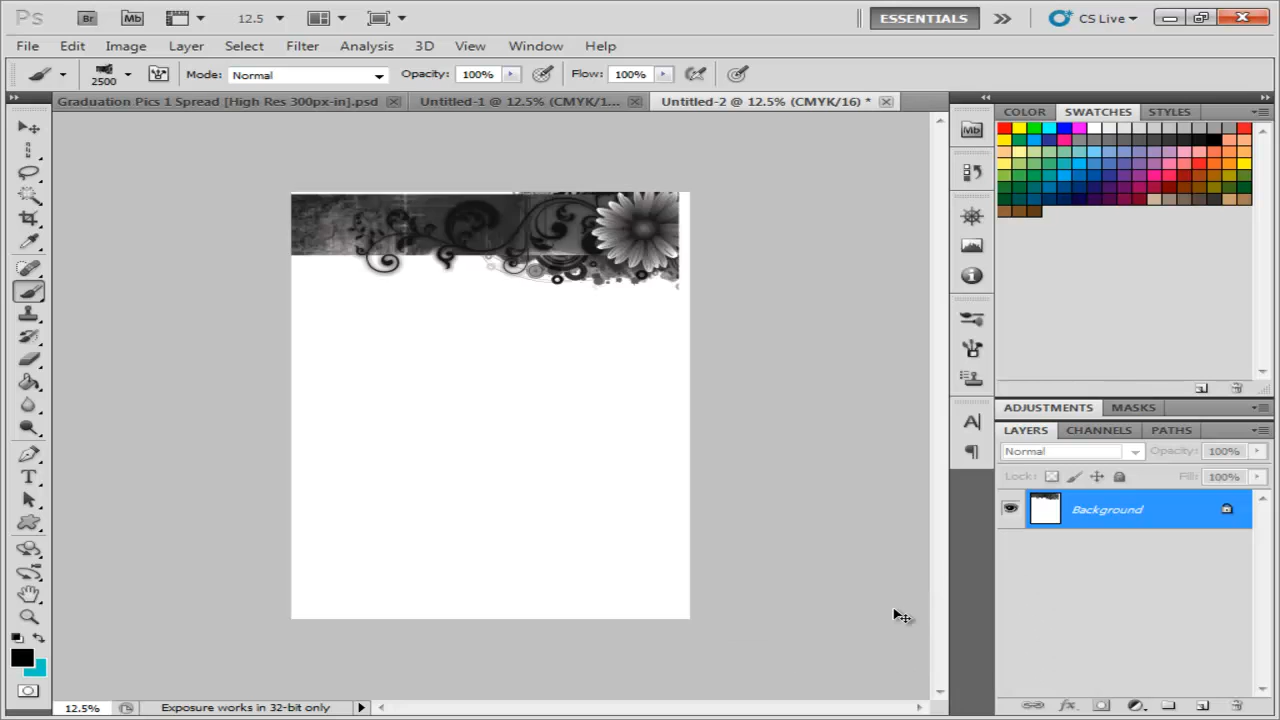 Ps Br Mb 12.5 ESSENTIALS CS Live
File Edit Image Layer Select Filter Analysis 3D View Window Help
2500 Mode: Normal Opacity: 100% Flow: 100%
Graduation Pics 1 Spread [High Res 300px-in].psd Untitled-1 @ 12.5% (CMYK/1... Untitled-2 @ 12.5% (CMYK/16) *
COLOR SWATCHES STYLES
Mb
ADJUSTMENTS MASKS
LAYERS CHANNELS PATHS
Normal Opacity: 100%
Lock: Fill: 100%
Background
12.5% Exposure works in 32-bit only